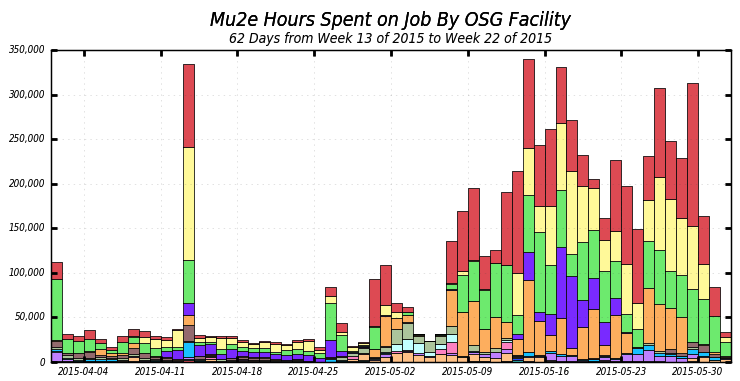 Mu2e Hours Spent on Job By OSG Facility
62 Days from Week 13 of 2015 to Week 22 of 2015
350,000
300,000
250,000
200,000
150,000
100,000
50,000
0
2015-04-04 2015-04-11 2015-04-18 2015-04-25 2015-05-02 2015-05-09 2015-05-16 2015-05-23 2015-05-30